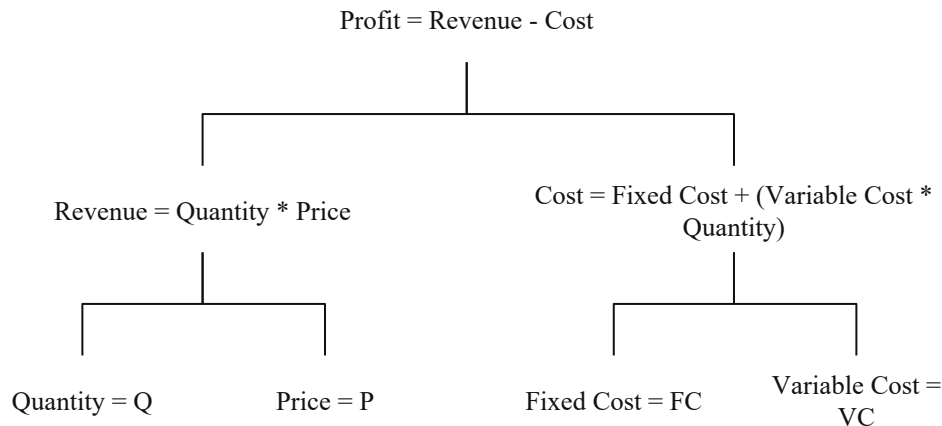 Profit = Revenue - Cost
Revenue = Quantity * Price
Cost = Fixed Cost + (Variable Cost *
Quantity)
Quantity = Q
Price = P
Fixed Cost = FC
Variable Cost =
VC